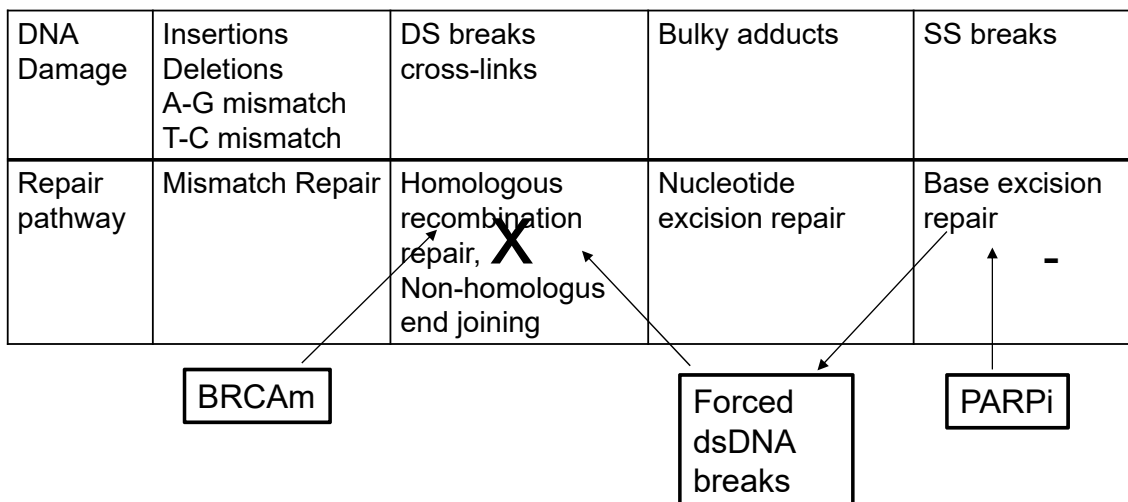 DNA
Damage
Insertions
Deletions
A-G mismatch
T-C mismatch
DS breaks
cross-links
Bulky adducts
SS breaks
Repair
pathway
Mismatch Repair
Homologous
recombination
repair,
Non-homologus
end joining
X
Nucleotide
excision repair
Base excision
repair
-
BRCAm
Forced
dsDNA
breaks
PARPi